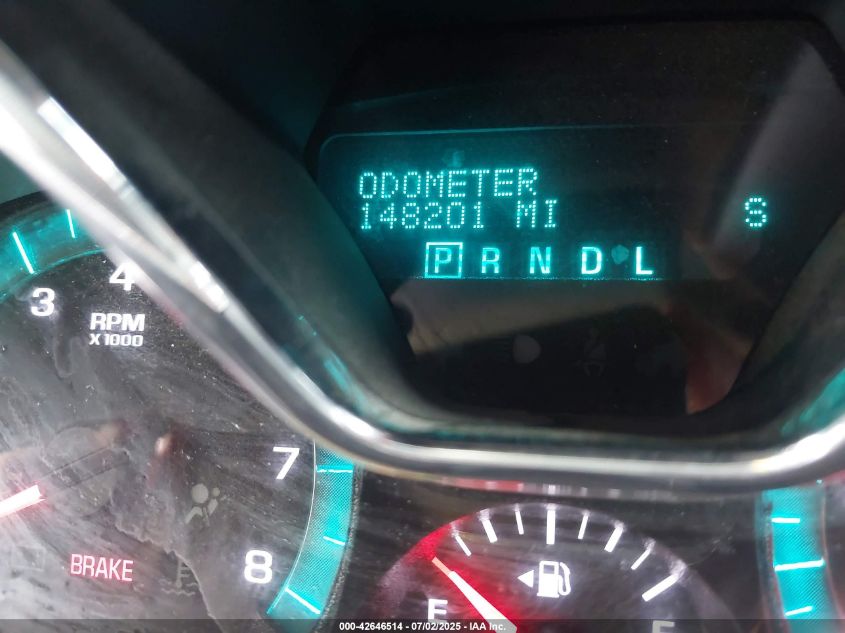 ODOMETER
148201 MI S
P R N D L
4
3
RPM
X1000
7
8
BRAKE
E F
000-42646514 - 07/02/2025 - IAA Inc.